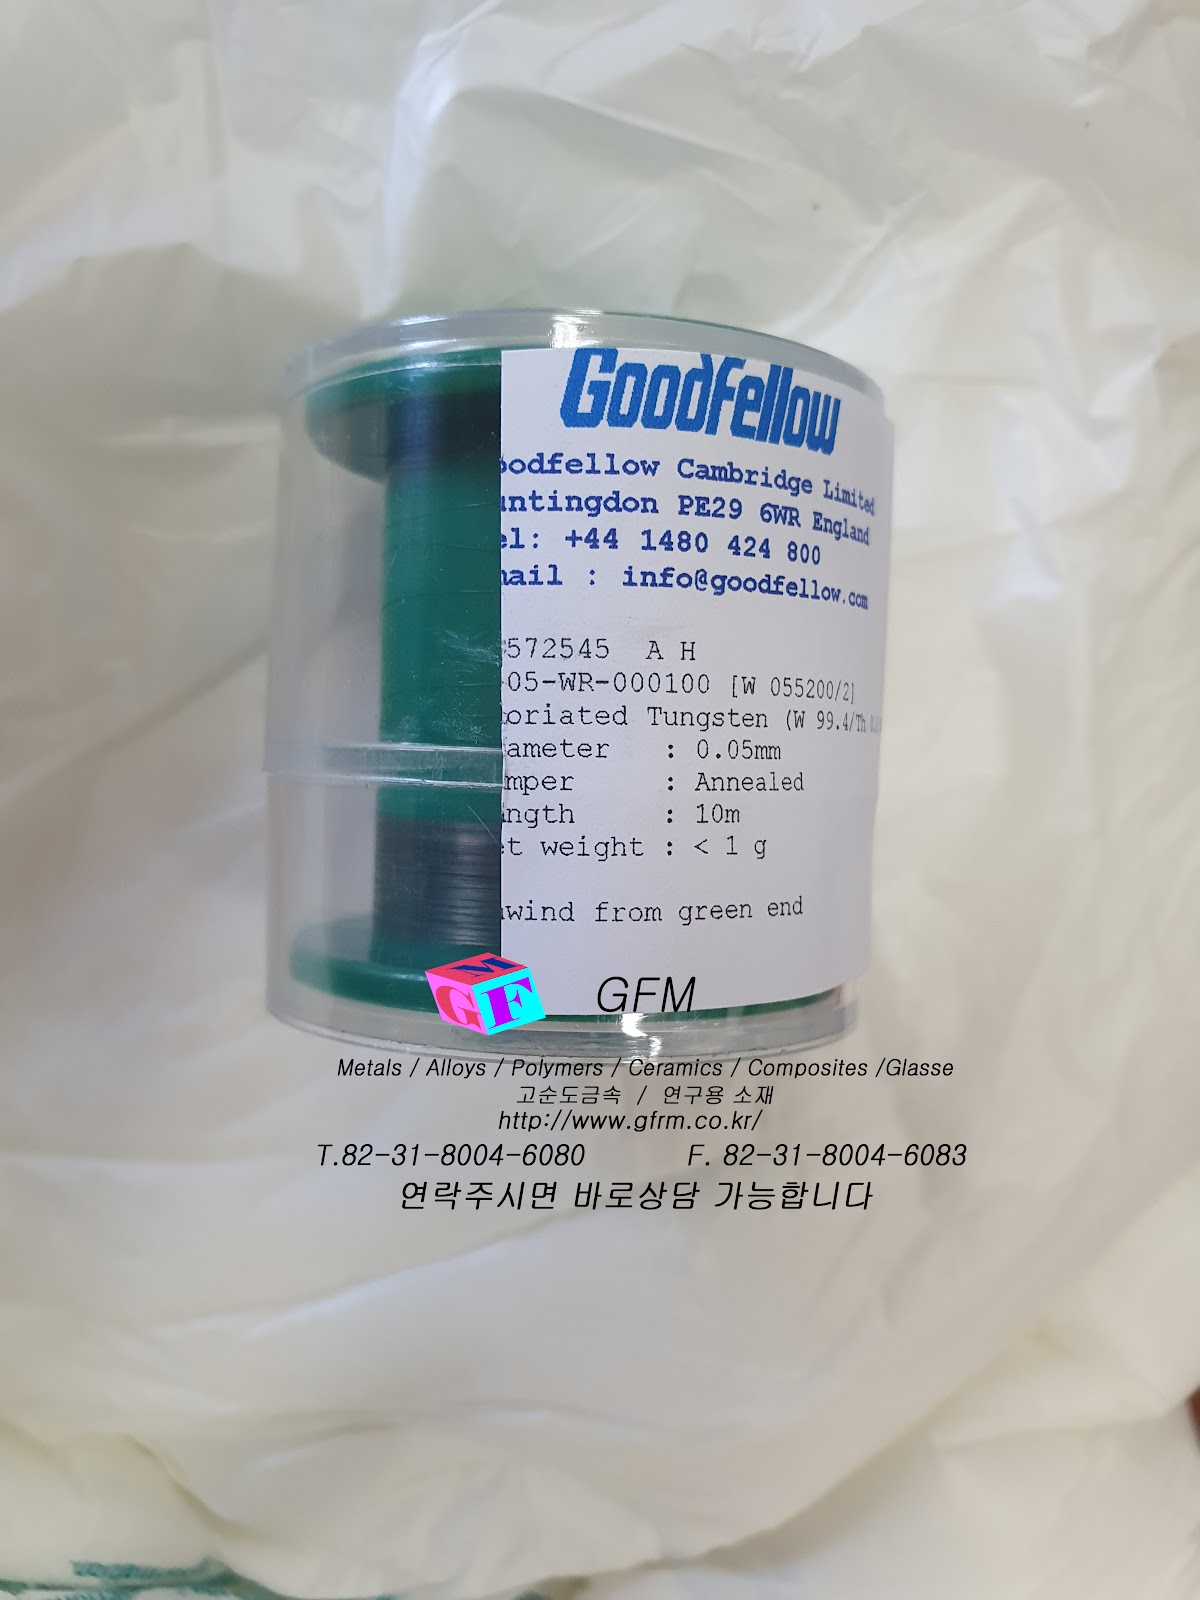 Goodfellow
oodfellow Cambridge Limited
untingdon PE29 6WR England
el: +44 1480 424 800
mail : info@goodfellow.com
572545 A H
05-WR-000100 [W 055200/2]
oriated Tungsten (W 99.4/Th
ameter : 0.05mm
mper : Annealed
ngth : 10m
et weight : < 1 g
wind from green end
GFM
GFM
Metals / Alloys / Polymers / Ceramics / Composites /Glasse
고순도금속 / 연구용 소재
http://www.gfrm.co.kr/
T.82-31-8004-6080 F. 82-31-8004-6083
연락주시면 바로상담 가능합니다